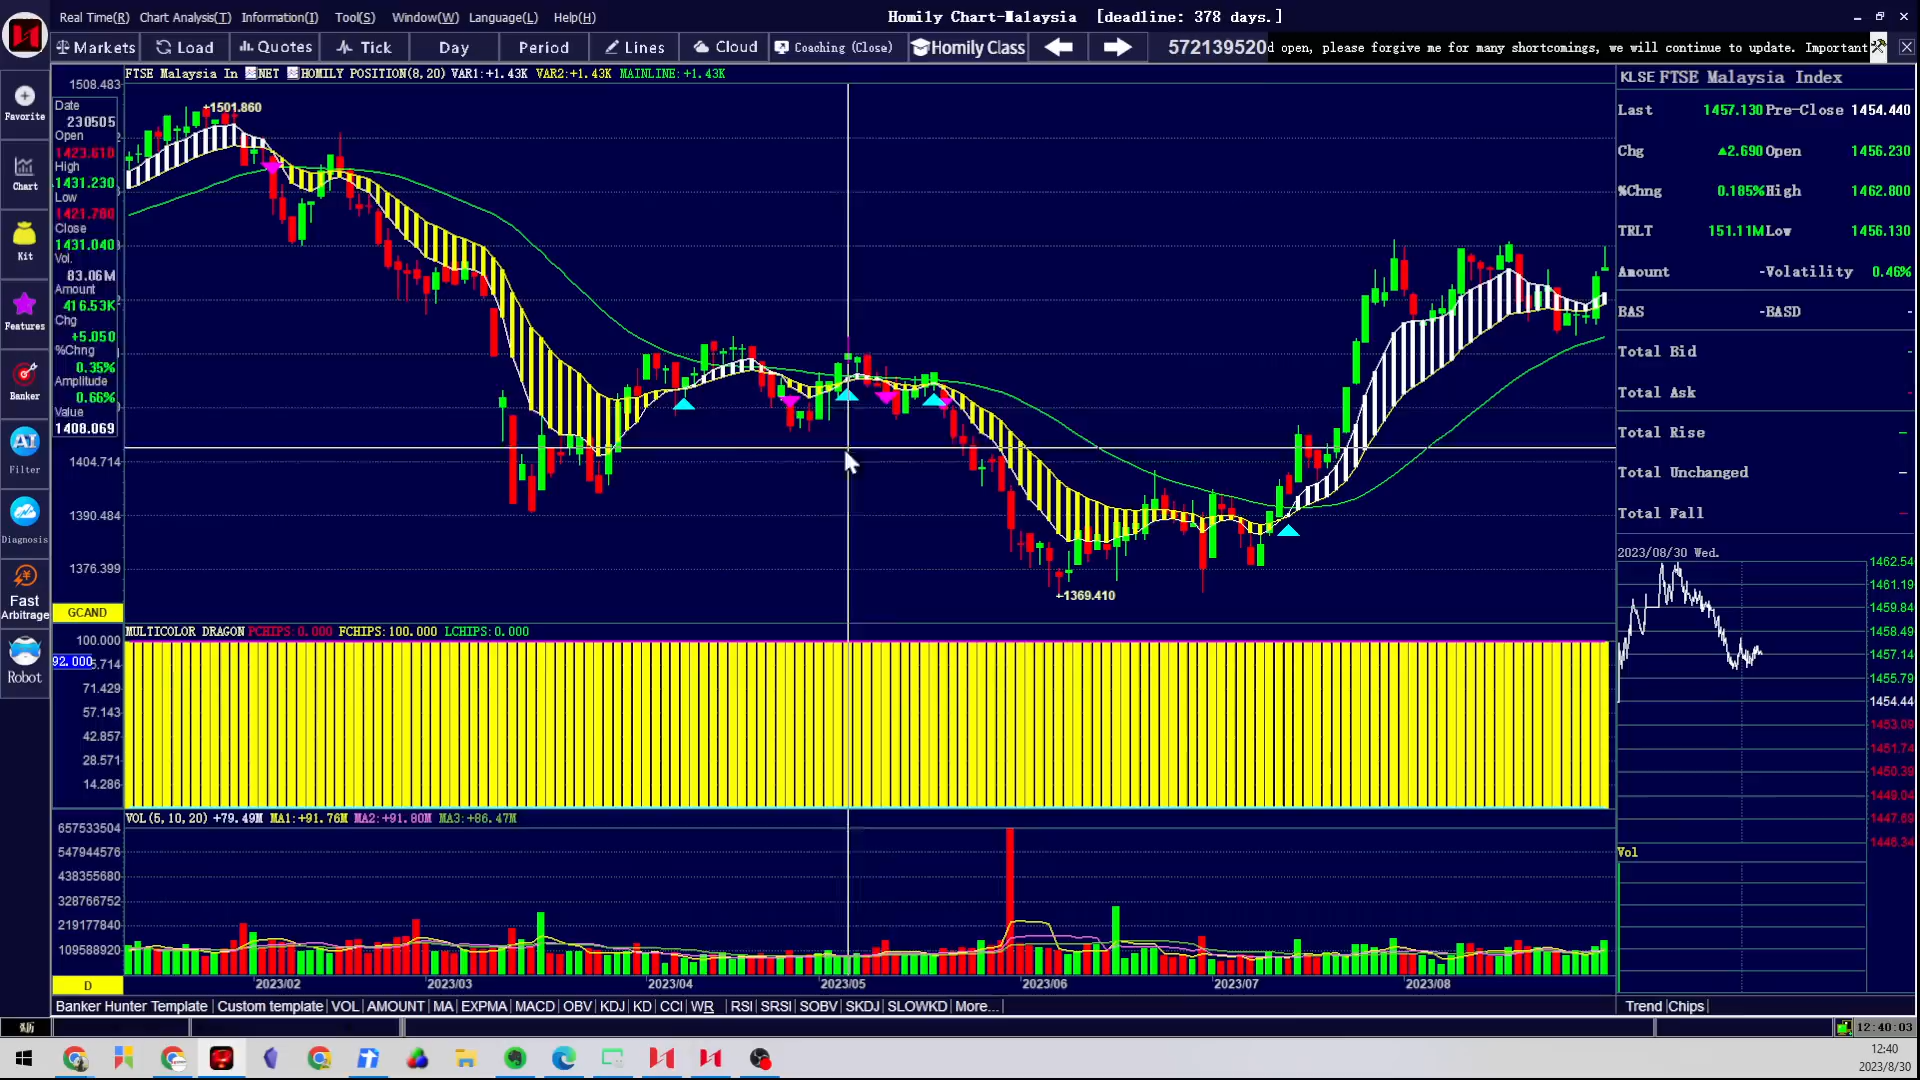 Real Time(R) Chart Analysis(T) Information(I) Tool(S) Window(W) Language(L) Help(H)
Homily Chart-Malaysia [deadline: 378 days.]
Markets Load Quotes Tick Day Period Lines Cloud Coaching (Close) Homily Class 572139520 d open, please forgive me for many shortcomings, we will continue to update. Important
FTSE Malaysia In NET HOMILY POSITION(8,20) VAR1:+1.43K VAR2:+1.43K MAINLINE:+1.43K
Favorite
Chart
Kit
Features
Banker
AI
Filter
Diagnosis
Fast
Arbitrage
Robot
1508.483
Date
230505
Open
1423.610
High
1431.230
Low
1421.780
Close
1431.040
Vol.
83.06M
Amount
416.53K
Chg
+5.050
%Chng
0.35%
Amplitude
0.66%
Value
1408.069
1404.714
1390.484
1376.399
GCAND
1501.860
1369.410
MULTICOLOR DRAGON PCHIPS:0.000 FCHIPS:100.000 LCHIPS:0.000
100.000
92.000 5.714
71.429
57.143
42.857
28.571
14.286
VOL(5,10,20) +79.49M MA1:+91.76M MA2:+91.80M MA3:+86.47M
657533504
547944576
438355680
328766752
219177840
109588920
D
2023/02 2023/03 2023/04 2023/05 2023/06 2023/07 2023/08
Banker Hunter Template Custom template VOL AMOUNT MA EXPMA MACD OBV KDJ KD CCI WR RSI SRSI SOBV SKDJ SLOWKD More...
KLSE FTSE Malaysia Index
Last 1457.130 Pre-Close 1454.440
Chg ▲2.690 Open 1456.230
%Chng 0.185% High 1462.800
TRLT 151.11M Low 1456.130
Amount - Volatility 0.46%
BAS - BASD -
Total Bid -
Total Ask -
Total Rise -
Total Unchanged -
Total Fall -
2023/08/30 Wed.
1462.54
1461.19
1459.84
1458.49
1457.14
1455.79
1454.44
1453.09
1451.74
1450.39
1449.04
1447.69
1446.34
Vol
Trend Chips
12:40:03
12:40
2023/8/30